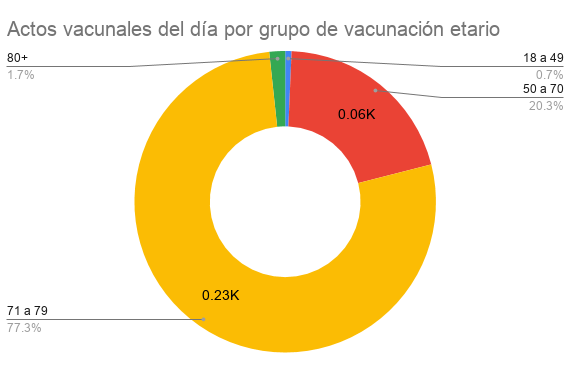 Actos vacunales del día por grupo de vacunación etario
80+
1.7%
18 a 49
0.7%
50 a 70
20.3%
0.06K
0.23K
71 a 79
77.3%